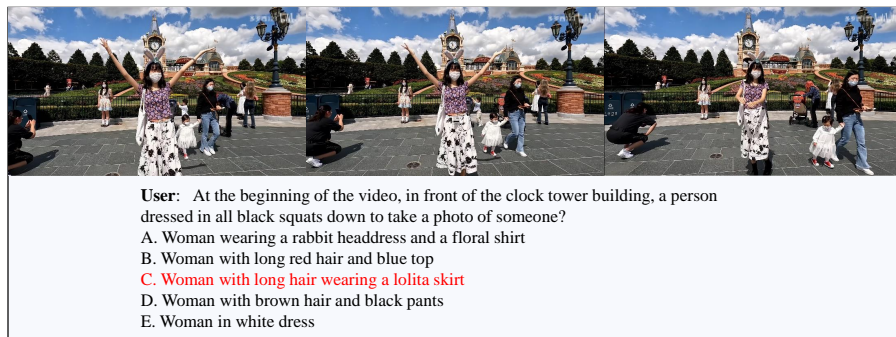 User: At the beginning of the video, in front of the clock tower building, a person
dressed in all black squats down to take a photo of someone?
A. Woman wearing a rabbit headdress and a floral shirt
B. Woman with long red hair and blue top
C. Woman with long hair wearing a lolita skirt
D. Woman with brown hair and black pants
E. Woman in white dress